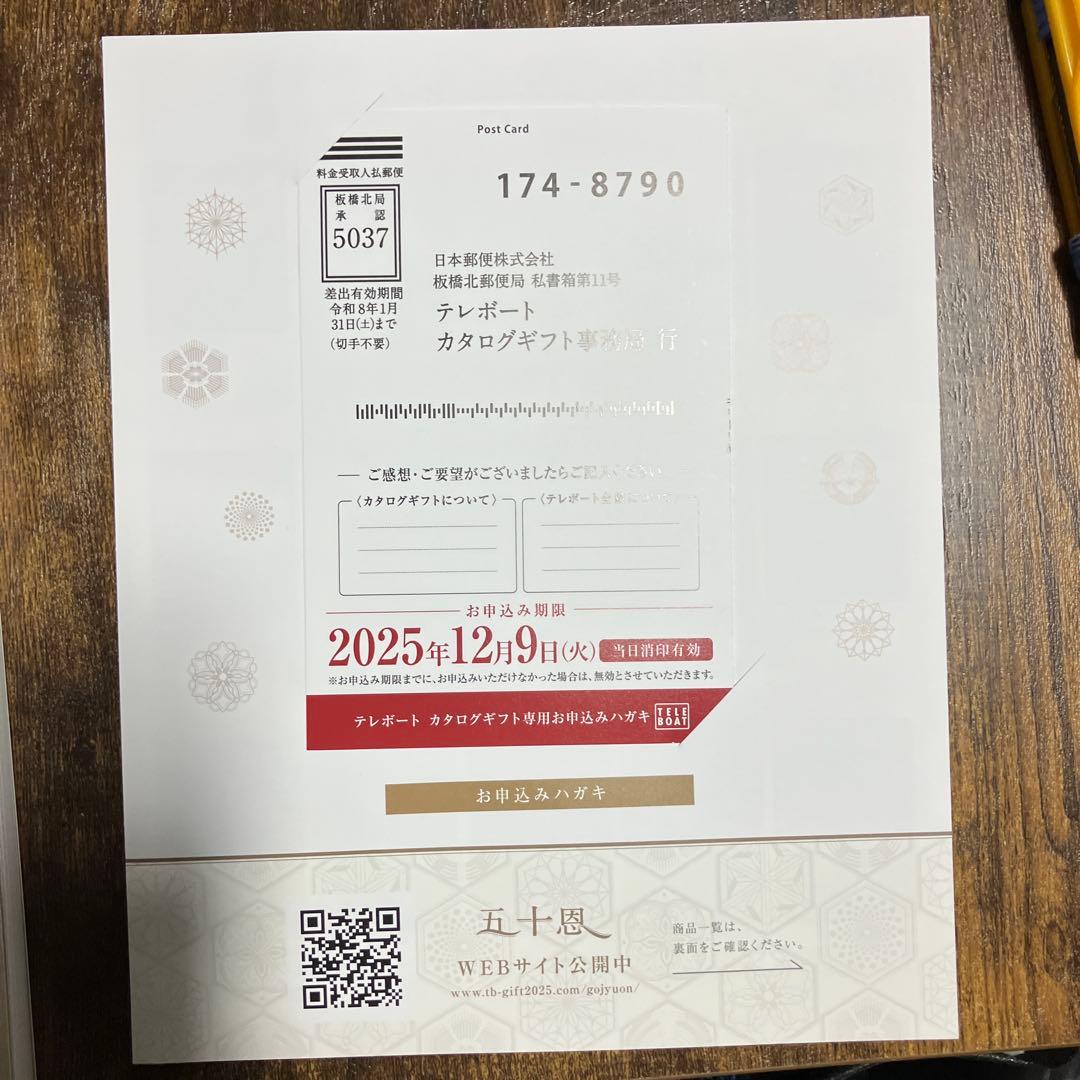 Post Card
料金受取人払郵便
174-8790
板橋北局
承 認
5037
差出有効期間
令和8年1月
31日(土)まで
(切手不要)
日本郵便株式会社
板橋北郵便局 私書箱第11号
テレボート
カタログギフト事務局 行
ご感想・ご要望がございましたらご記入ください
〈カタログギフトについて〉
〈テレボート会員について〉
お申込み期限
2025年12月9日(火) 当日消印有効
※お申込み期限までに、お申込みいただけなかった場合は、無効とさせていただきます。
テレボート カタログギフト専用お申込みハガキ TELE BOAT
お申込みハガキ
五十恩
WEBサイト公開中
www.tb-gift2025.com/gojyuon/
商品一覧は、
裏面をご確認ください。